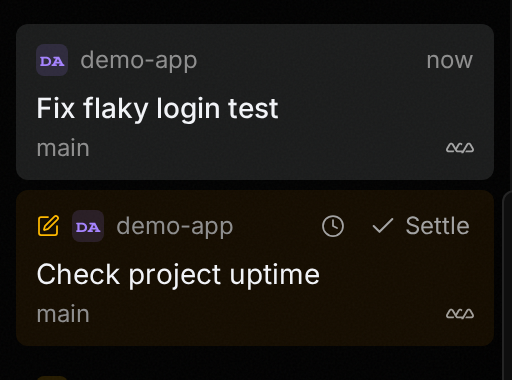 DA demo-app now
Fix flaky login test
main
DA demo-app Settle
Check project uptime
main